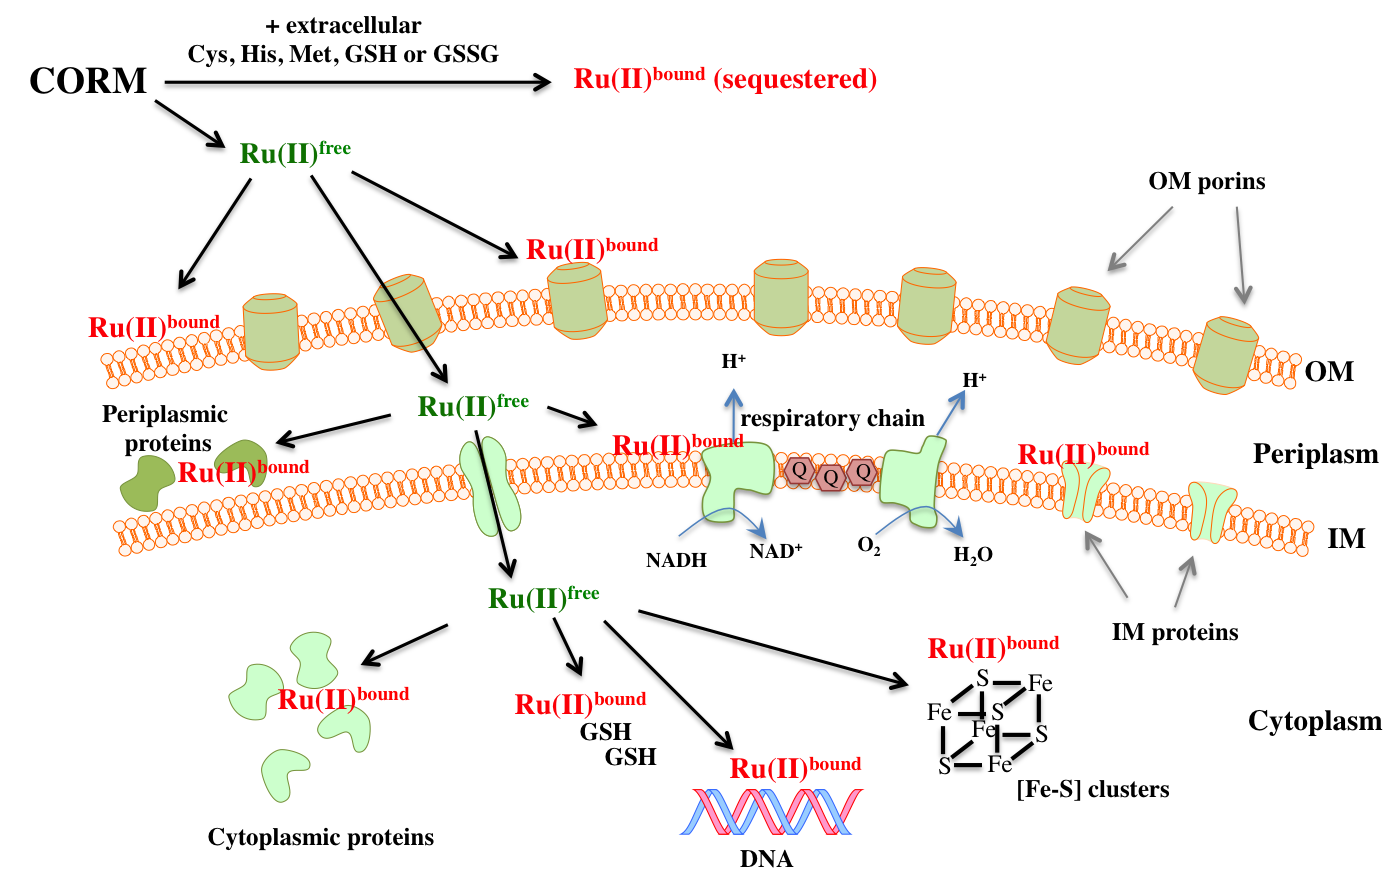 + extracellular
Cys, His, Met, GSH or GSSG
CORM
Ru(II)bound (sequestered)
Ru(II)free
OM porins
Ru(II)bound
Ru(II)bound
OM
H+
H+
Ru(II)free
Periplasmic
proteins
respiratory chain
Ru(II)bound
Ru(II)bound
Periplasm
Ru(II)bound
Q
Q
Q
IM
NADH
NAD+
O2
H2O
Ru(II)free
IM proteins
Ru(II)bound
Ru(II)bound
Ru(II)bound
GSH
GSH
S
Fe
Fe
S
Fe
S
S
Fe
Cytoplasm
Ru(II)bound
[Fe-S] clusters
Cytoplasmic proteins
DNA